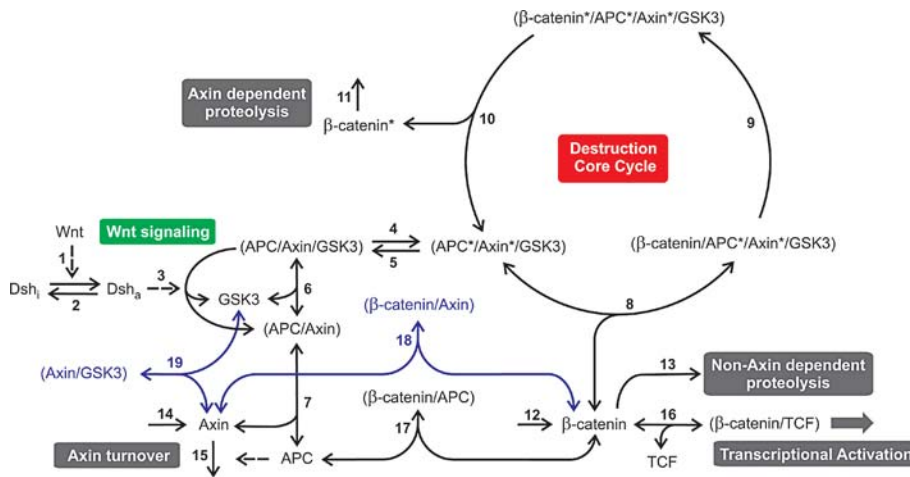 (β-catenin*/APC*/Axin*/GSK3)
Axin dependent
proteolysis
11
β-catenin*
10
9
Destruction
Core Cycle
Wnt
Wnt signaling
1
(APC/Axin/GSK3)
4
5
(APC*/Axin*/GSK3)
(β-catenin/APC*/Axin*/GSK3)
Dshi
2
Dsha
3
GSK3
6
(β-catenin/Axin)
8
(APC/Axin)
18
(Axin/GSK3)
19
7
(β-catenin/APC)
13
Non-Axin dependent
proteolysis
14
Axin
17
12
β-catenin
16
(β-catenin/TCF)
Axin turnover
15
APC
TCF
Transcriptional Activation